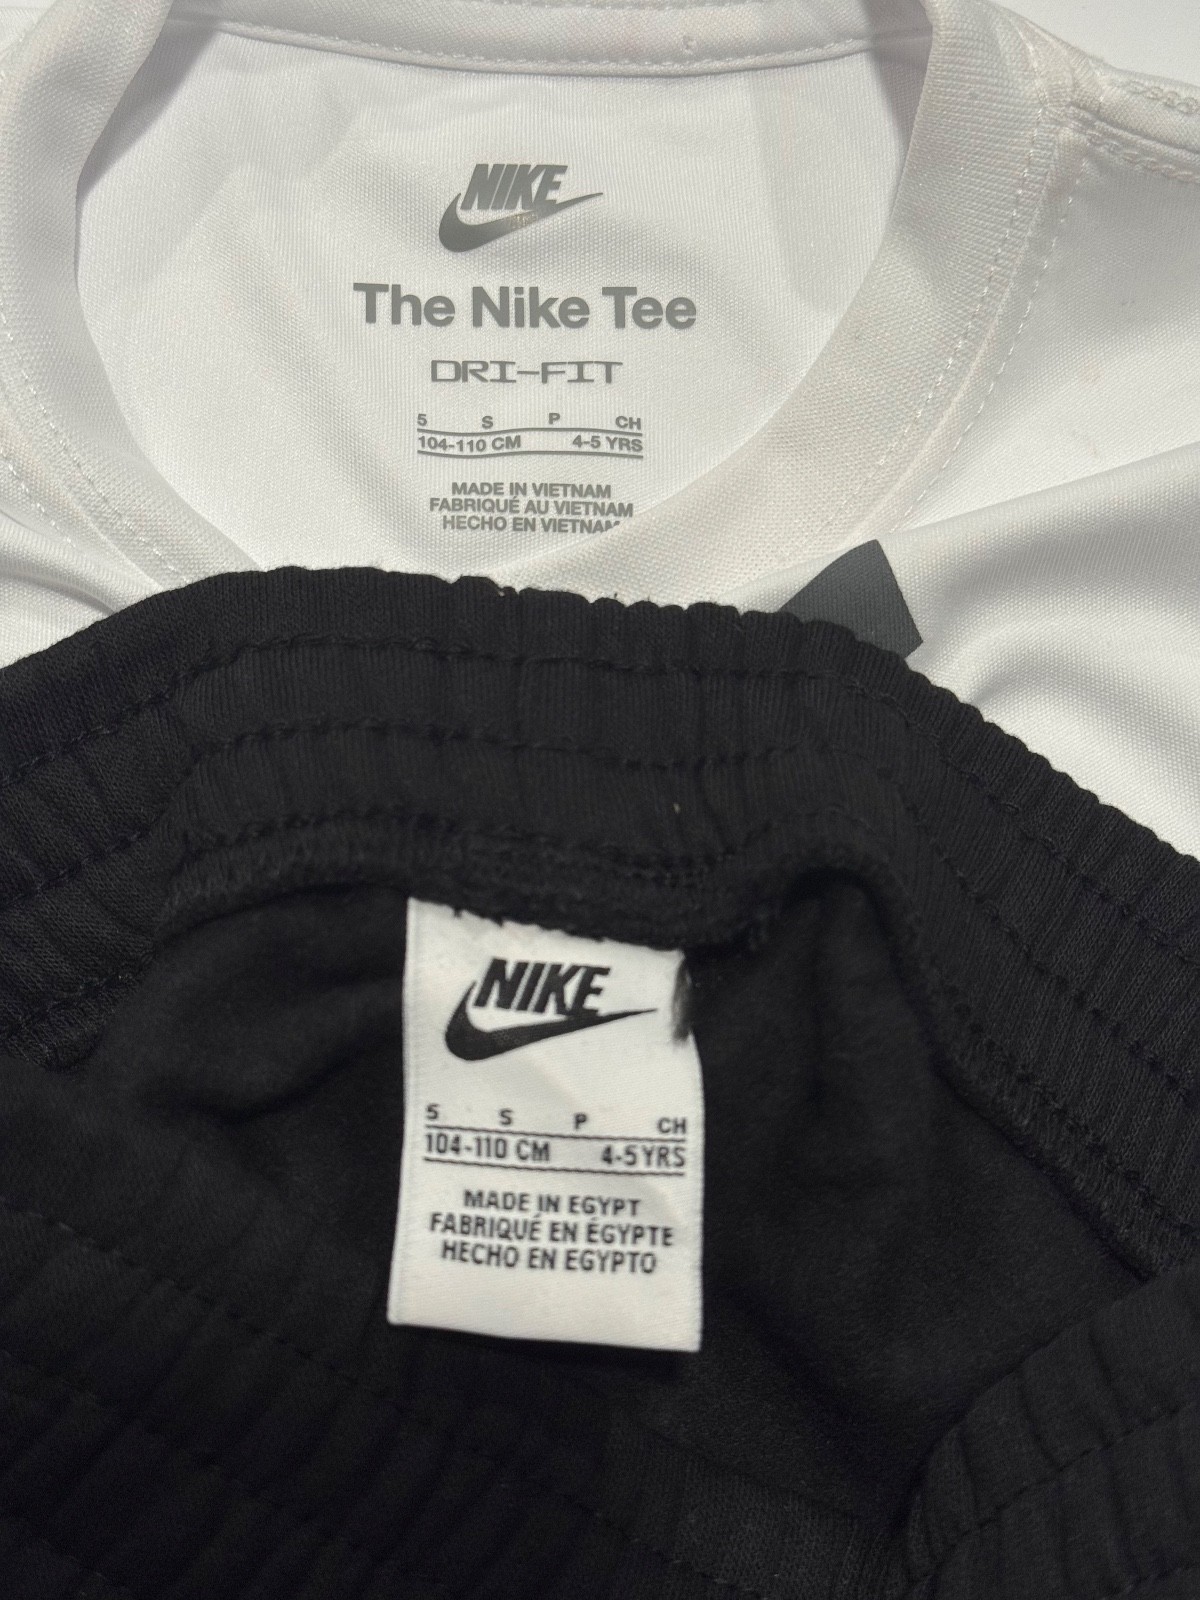 NIKE
The Nike Tee
DRI-FIT
5 S P CH
104-110 CM 4-5 YRS
MADE IN VIETNAM
FABRIQUÉ AU VIETNAM
HECHO EN VIETNAM
NIKE
5 S P CH
104-110 CM 4-5 YRS
MADE IN EGYPT
FABRIQUÉ EN ÉGYPTE
HECHO EN EGYPTO